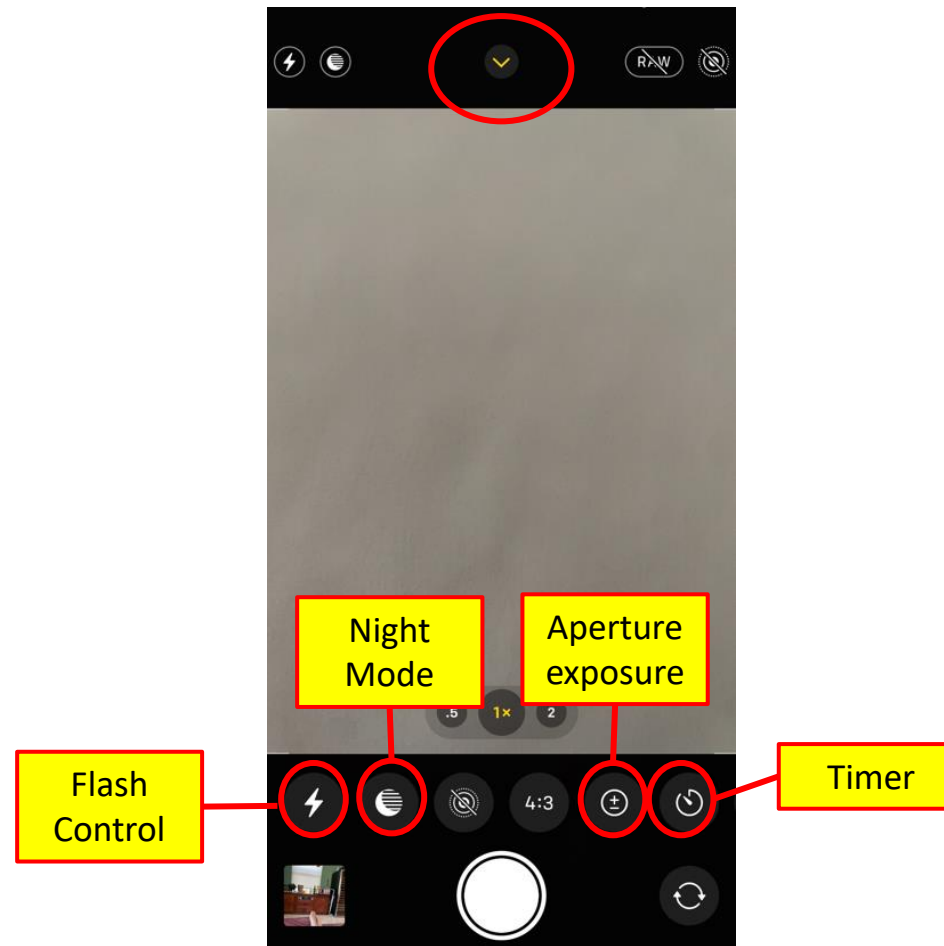 RAW
Night
Mode
Aperture
exposure
.5 1× 2
Flash
Control
4:3
Timer